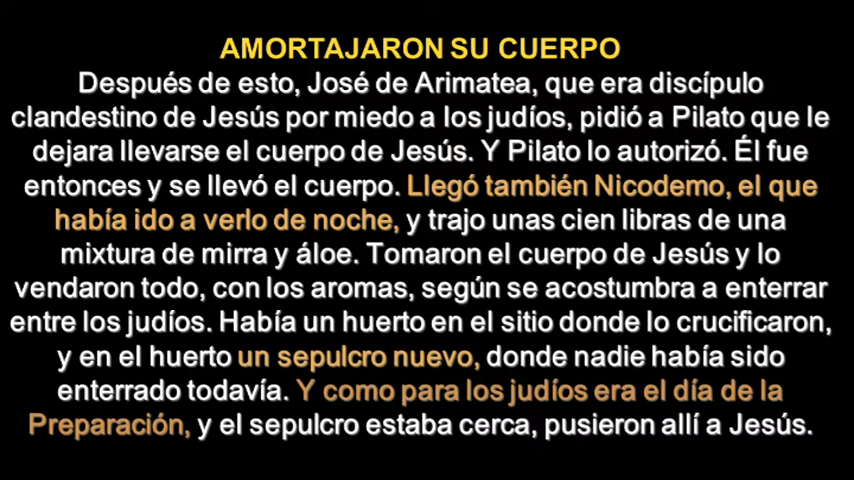 AMORTAJARON SU CUERPO
Después de esto, José de Arimatea, que era discípulo
clandestino de Jesús por miedo a los judíos, pidió a Pilato que le
dejara llevarse el cuerpo de Jesús. Y Pilato lo autorizó. Él fue
entonces y se llevó el cuerpo. Llegó también Nicodemo, el que
había ido a verlo de noche, y trajo unas cien libras de una
mixtura de mirra y áloe. Tomaron el cuerpo de Jesús y lo
vendaron todo, con los aromas, según se acostumbra a enterrar
entre los judíos. Había un huerto en el sitio donde lo crucificaron,
y en el huerto un sepulcro nuevo, donde nadie había sido
enterrado todavía. Y como para los judíos era el día de la
Preparación, y el sepulcro estaba cerca, pusieron allí a Jesús.